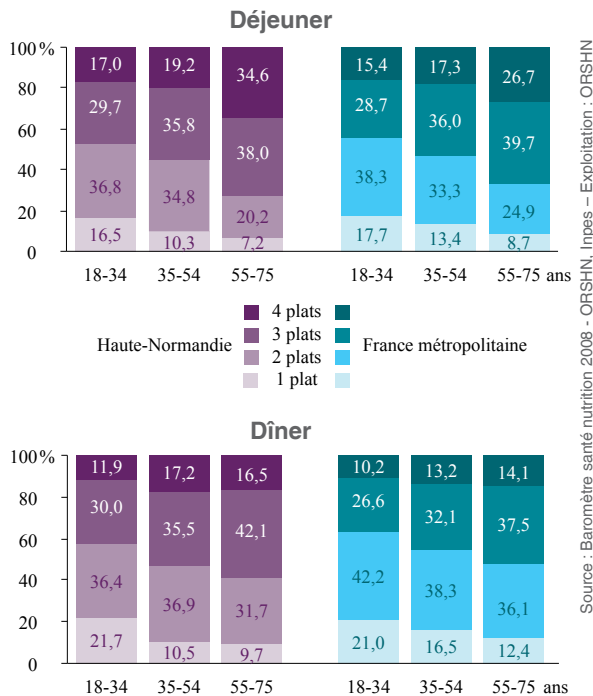 Déjeuner
100 %
80
60
40
20
0
17,0 19,2 34,6 15,4 17,3 26,7
29,7 35,8 38,0 28,7 36,0 39,7
36,8 34,8 20,2 38,3 33,3 24,9
16,5 10,3 7,2 17,7 13,4 8,7
18-34 35-54 55-75 18-34 35-54 55-75 ans
4 plats
3 plats
Haute-Normandie France métropolitaine
2 plats
1 plat
Dîner
100 %
80
60
40
20
0
11,9 17,2 16,5 10,2 13,2 14,1
30,0 35,5 42,1 26,6 32,1 37,5
36,4 36,9 31,7 42,2 38,3 36,1
21,7 10,5 9,7 21,0 16,5 12,4
18-34 35-54 55-75 18-34 35-54 55-75 ans
Source : Baromètre santé nutrition 2008 - ORSHN, Inpes – Exploitation : ORSHN